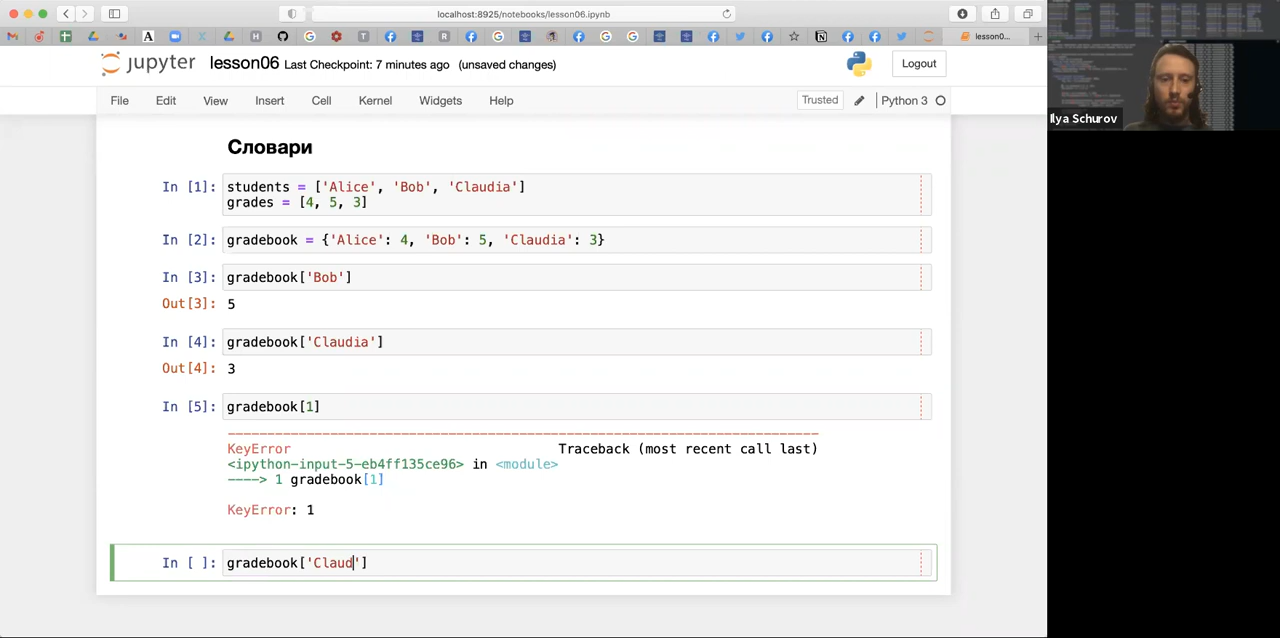 localhost:8925/notebooks/lesson06.ipynb
lesson0...
jupyter lesson06 Last Checkpoint: 7 minutes ago (unsaved changes)
Logout
File Edit View Insert Cell Kernel Widgets Help
Trusted Python 3
Ilya Schurov
Словари
In [1]: students = ['Alice', 'Bob', 'Claudia']
grades = [4, 5, 3]
In [2]: gradebook = {'Alice': 4, 'Bob': 5, 'Claudia': 3}
In [3]: gradebook['Bob']
Out[3]: 5
In [4]: gradebook['Claudia']
Out[4]: 3
In [5]: gradebook[1]
---------------------------------------------------------------------------
KeyError Traceback (most recent call last)
<ipython-input-5-eb4ff135ce96> in <module>
----> 1 gradebook[1]
KeyError: 1
In [ ]: gradebook['Claud']